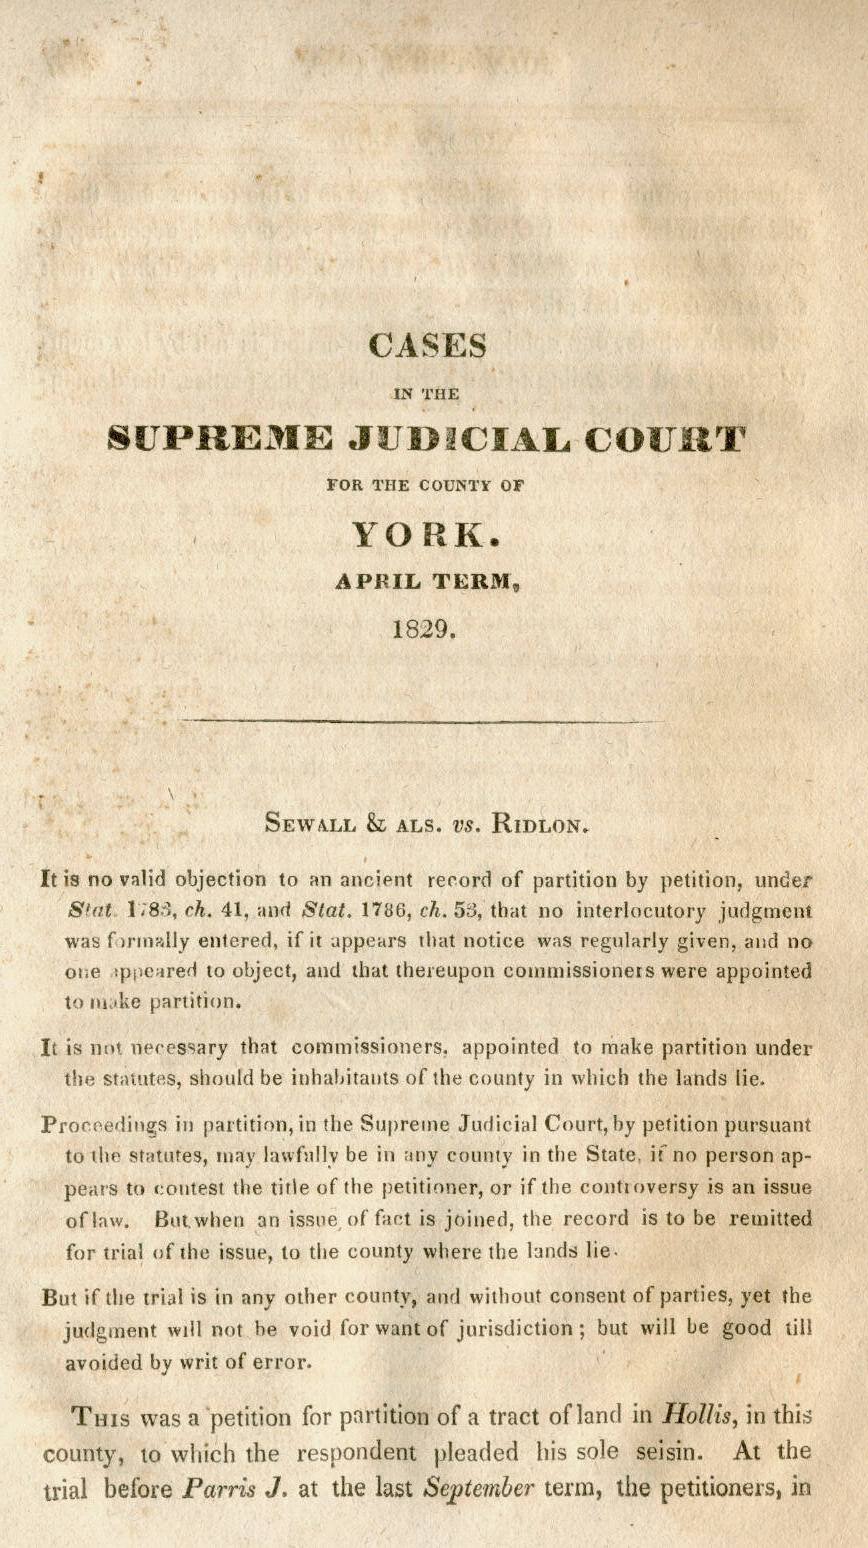 CASES
IN THE
SUPREME JUDICIAL COURT
FOR THE COUNTY OF
YORK.
APRIL TERM,
1829.
SEWALL & ALS. vs. RIDLON.
It is no valid objection to an ancient record of partition by petition, under
Stat. 1783, ch. 41, and Stat. 1786, ch. 53, that no interlocutory judgment
was formally entered, if it appears that notice was regularly given, and no
one appeared to object, and that thereupon commissioners were appointed
to make partition.
It is not necessary that commissioners, appointed to make partition under
the statutes, should be inhabitants of the county in which the lands lie.
Proceedings in partition, in the Supreme Judicial Court, by petition pursuant
to the statutes, may lawfully be in any county in the State, if no person ap-
pears to contest the title of the petitioner, or if the controversy is an issue
of law. But when an issue of fact is joined, the record is to be remitted
for trial of the issue, to the county where the lands lie.
But if the trial is in any other county, and without consent of parties, yet the
judgment will not be void for want of jurisdiction ; but will be good till
avoided by writ of error.
THIS was a petition for partition of a tract of land in Hollis, in this
county, to which the respondent pleaded his sole seisin. At the
trial before Parris J. at the last September term, the petitioners, in